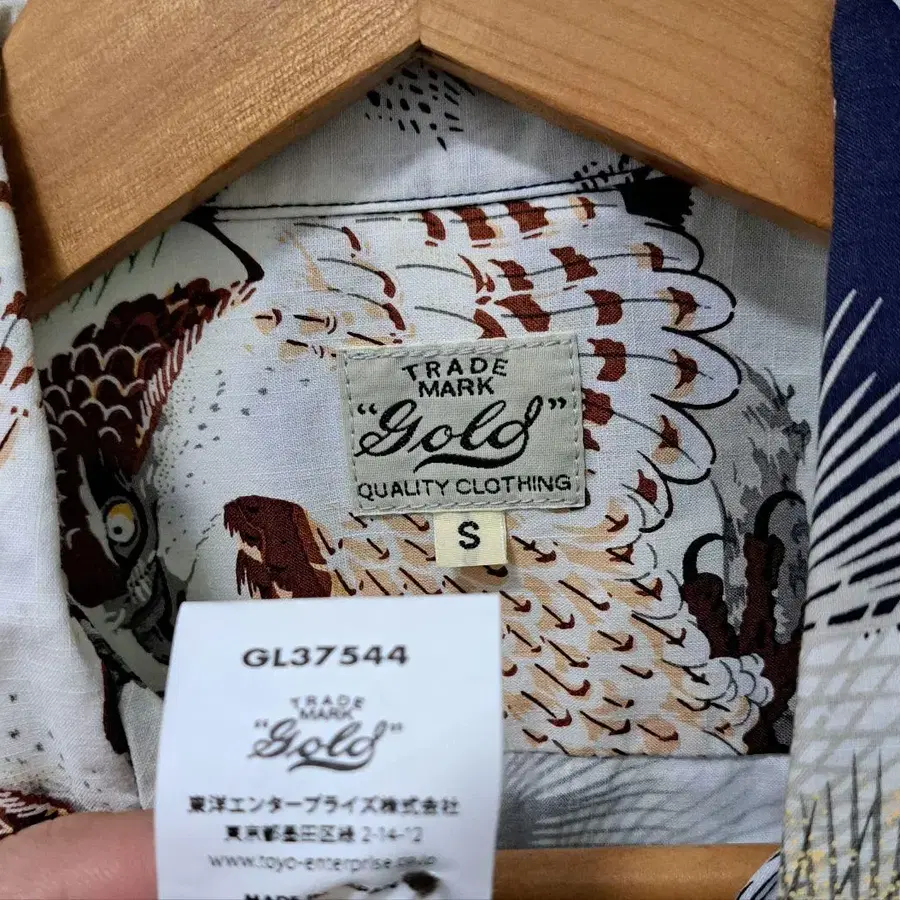 TRADE
MARK
"Gold"
QUALITY CLOTHING
S
GL37544
TRADE
MARK
"Gold"
東洋エンタープライズ株式会社
東京都墨田区緑 2-14-12
www.toyo-enterprise.co.jp
MADE